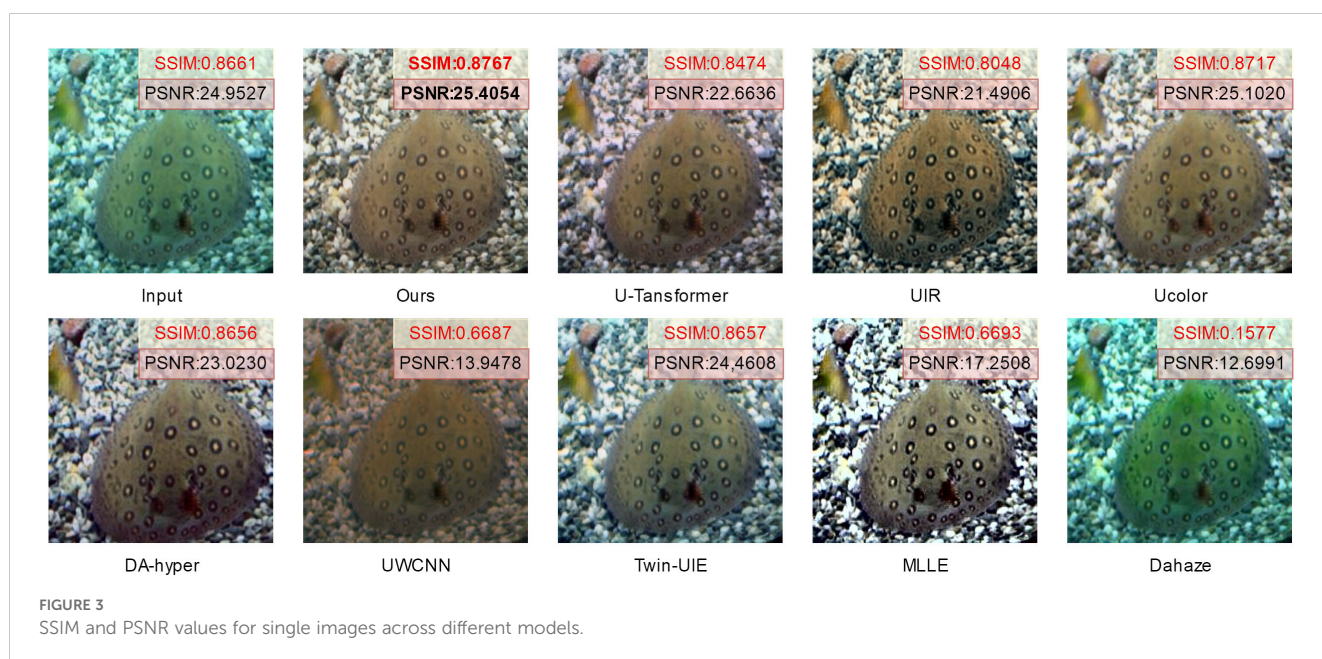 SSIM:0.8661
PSNR:24.9527
SSIM:0.8767
PSNR:25.4054
SSIM:0.8474
PSNR:22.6636
SSIM:0.8048
PSNR:21.4906
SSIM:0.8717
PSNR:25.1020
Input
Ours
U-Tansformer
UIR
Ucolor
SSIM:0.8656
PSNR:23.0230
SSIM:0.6687
PSNR:13.9478
SSIM:0.8657
PSNR:24,4608
SSIM:0.6693
PSNR:17.2508
SSIM:0.1577
PSNR:12.6991
DA-hyper
UWCNN
Twin-UIE
MLLE
Dahaze
FIGURE 3
SSIM and PSNR values for single images across different models.